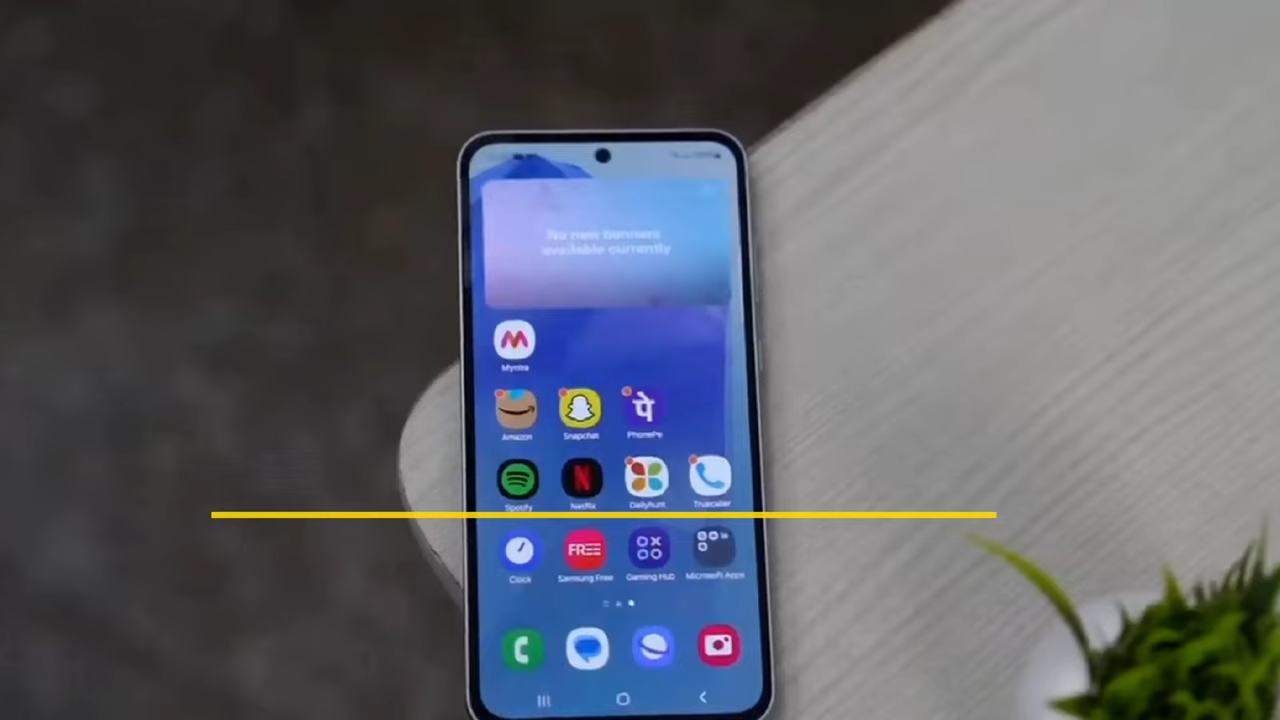 No new banners
available currently
Myntra
Amazon Snapchat PhonePe
पे
Spotify Netflix Dailyhunt Truecaller
N
FREE
Clock Samsung Free Gaming Hub Microsoft Apps